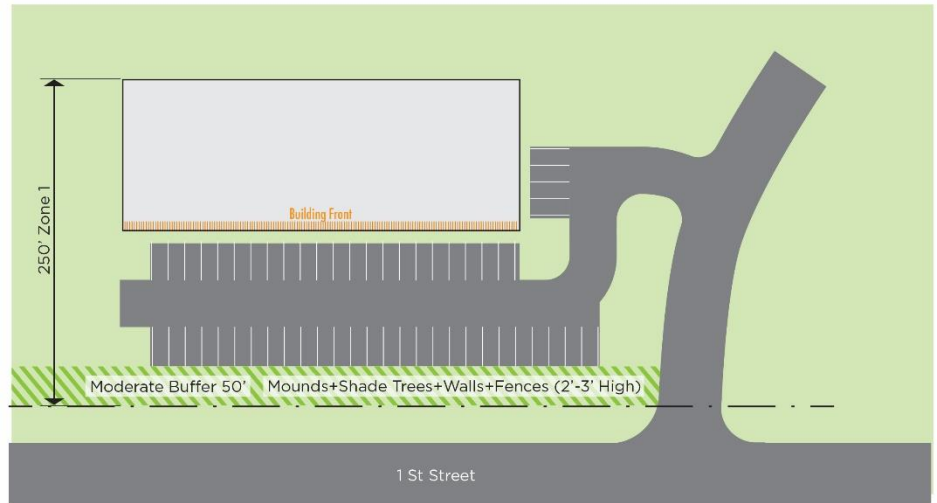 Building Front
250' Zone 1
Moderate Buffer 50' Mounds+Shade Trees+Walls+Fences (2'-3' High)
1 St Street